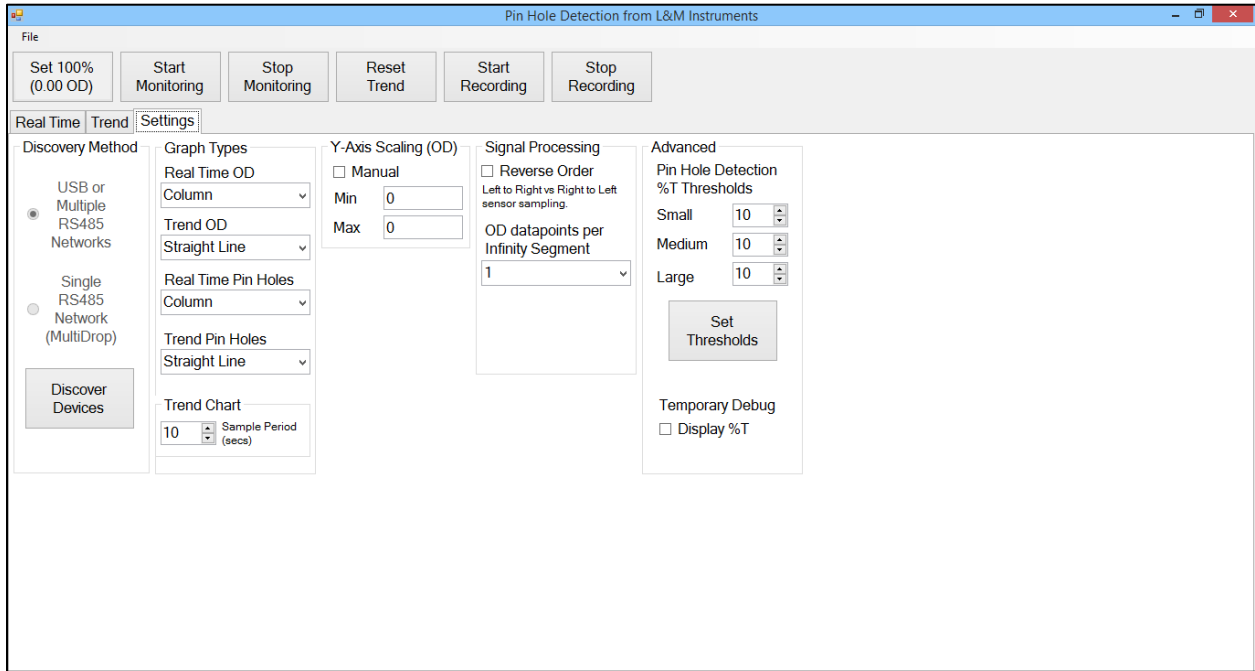 Pin Hole Detection from L&M Instruments
File
Set 100%
(0.00 OD)
Start
Monitoring
Stop
Monitoring
Reset
Trend
Start
Recording
Stop
Recording
Real Time
Trend
Settings
Discovery Method
USB or
Multiple
RS485
Networks
Single
RS485
Network
(MultiDrop)
Discover
Devices
Graph Types
Real Time OD
Column
Trend OD
Straight Line
Real Time Pin Holes
Column
Trend Pin Holes
Straight Line
Trend Chart
10
Sample Period
(secs)
Y-Axis Scaling (OD)
Manual
Min 0
Max 0
Signal Processing
Reverse Order
Left to Right vs Right to Left
sensor sampling.
OD datapoints per
Infinity Segment
1
Advanced
Pin Hole Detection
%T Thresholds
Small 10
Medium 10
Large 10
Set
Thresholds
Temporary Debug
Display %T